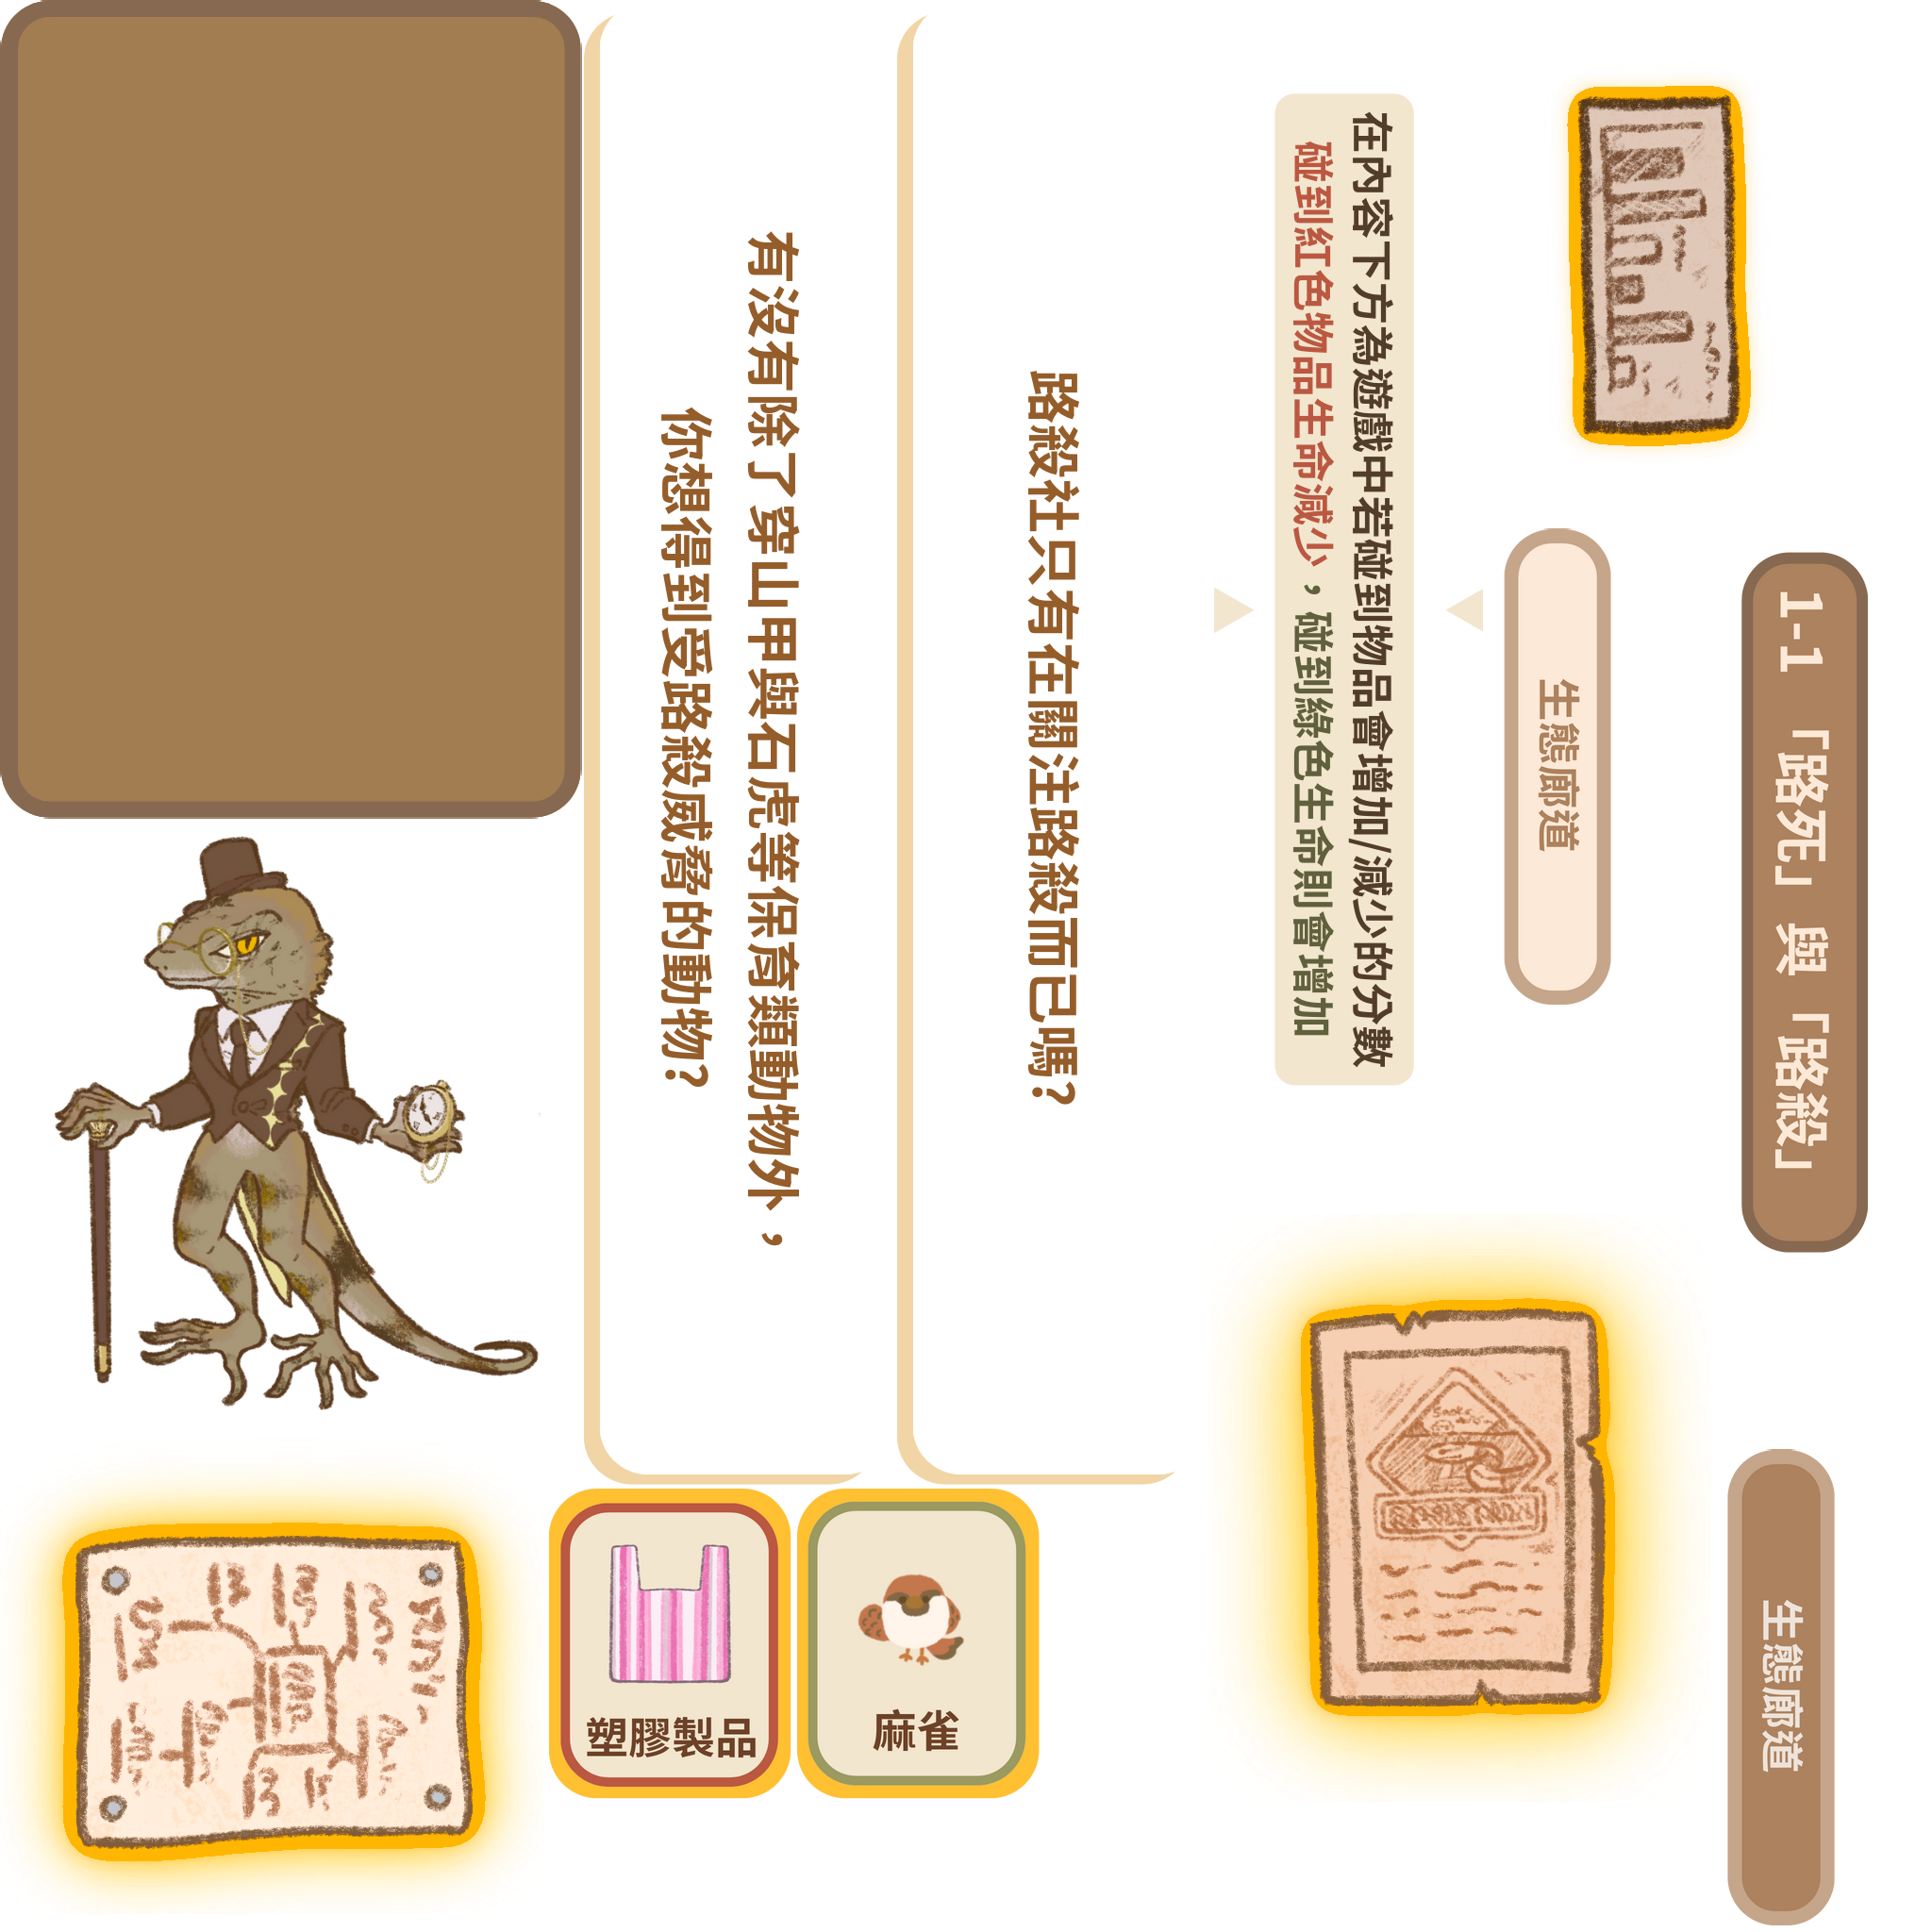 1-1 「路死」與「路殺」
生態廊道
生態廊道
在內容下方為遊戲中若碰到物品會增加/減少的分數
碰到紅色物品生命減少，碰到綠色生命則會增加
路殺社只有在關注路殺而已嗎?
有沒有除了穿山甲與石虎等保育類動物外，
你想得到受路殺威脅的動物?
塑膠製品
麻雀